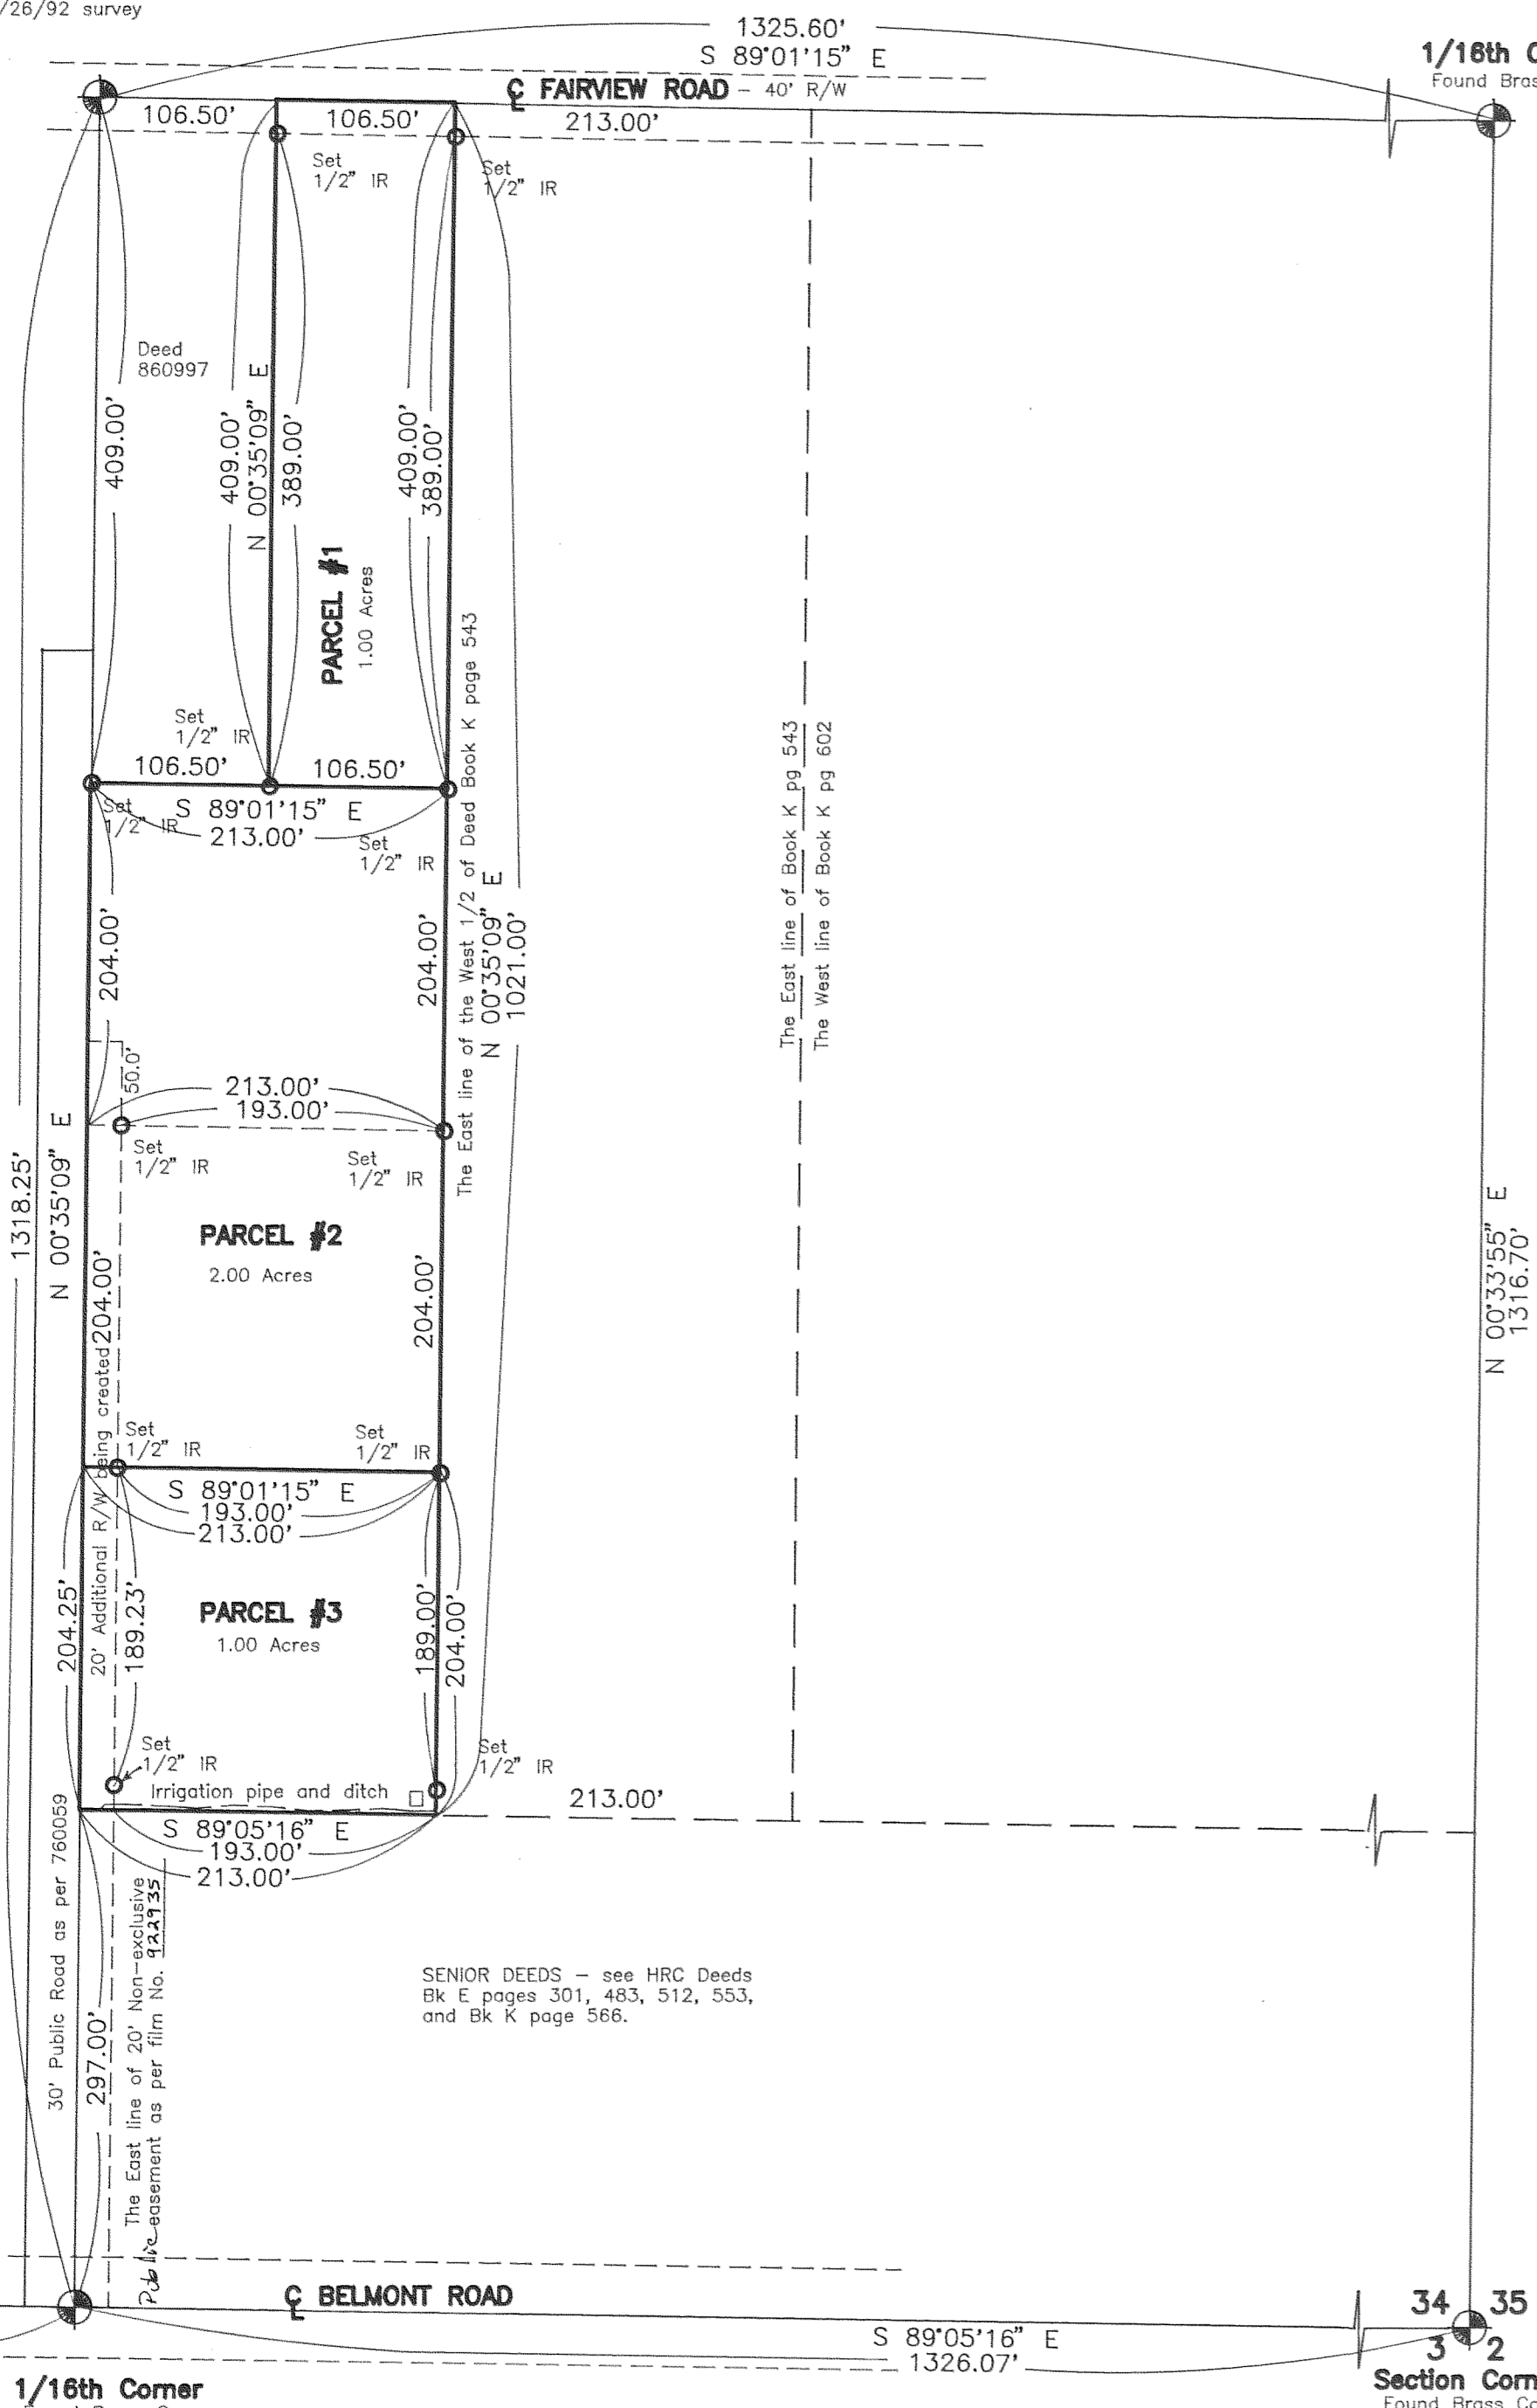 /26/92 survey
1325.60'
S 89°01'15" E
1/16th C
Found Bras
℄ FAIRVIEW ROAD - 40' R/W
106.50'
106.50'
213.00'
Set
1/2" IR
Set
1/2" IR
Deed
860997
409.00'
409.00'
N 00°35'09" E
389.00'
409.00'
389.00'
PARCEL #1
1.00 Acres
The East line of the West 1/2 of Deed Book K page 543
The East line of Book K pg 543
The West line of Book K pg 602
Set
1/2" IR
106.50'
106.50'
Set
1/2" IR
S 89°01'15" E
213.00'
Set
1/2" IR
204.00'
204.00'
N 00°35'09" E
1021.00'
50.0'
213.00'
193.00'
Set
1/2" IR
Set
1/2" IR
1318.25'
N 00°35'09" E
PARCEL #2
2.00 Acres
204.00'
204.00'
N 00°33'55" E
1316.70'
20' Additional R/W being created
Set
1/2" IR
Set
1/2" IR
S 89°01'15" E
193.00'
213.00'
204.25'
189.23'
PARCEL #3
1.00 Acres
189.00'
204.00'
Set
1/2" IR
Set
1/2" IR
Irrigation pipe and ditch
213.00'
S 89°05'16" E
193.00'
213.00'
30' Public Road as per 760059
297.00'
The East line of 20' Non-exclusive
Public easement as per film No. 922935
SENIOR DEEDS - see HRC Deeds
Bk E pages 301, 483, 512, 553,
and Bk K page 566.
℄ BELMONT ROAD
34 35
3 2
S 89°05'16" E
1326.07'
1/16th Corner
Section Corn
Found Brass Ca